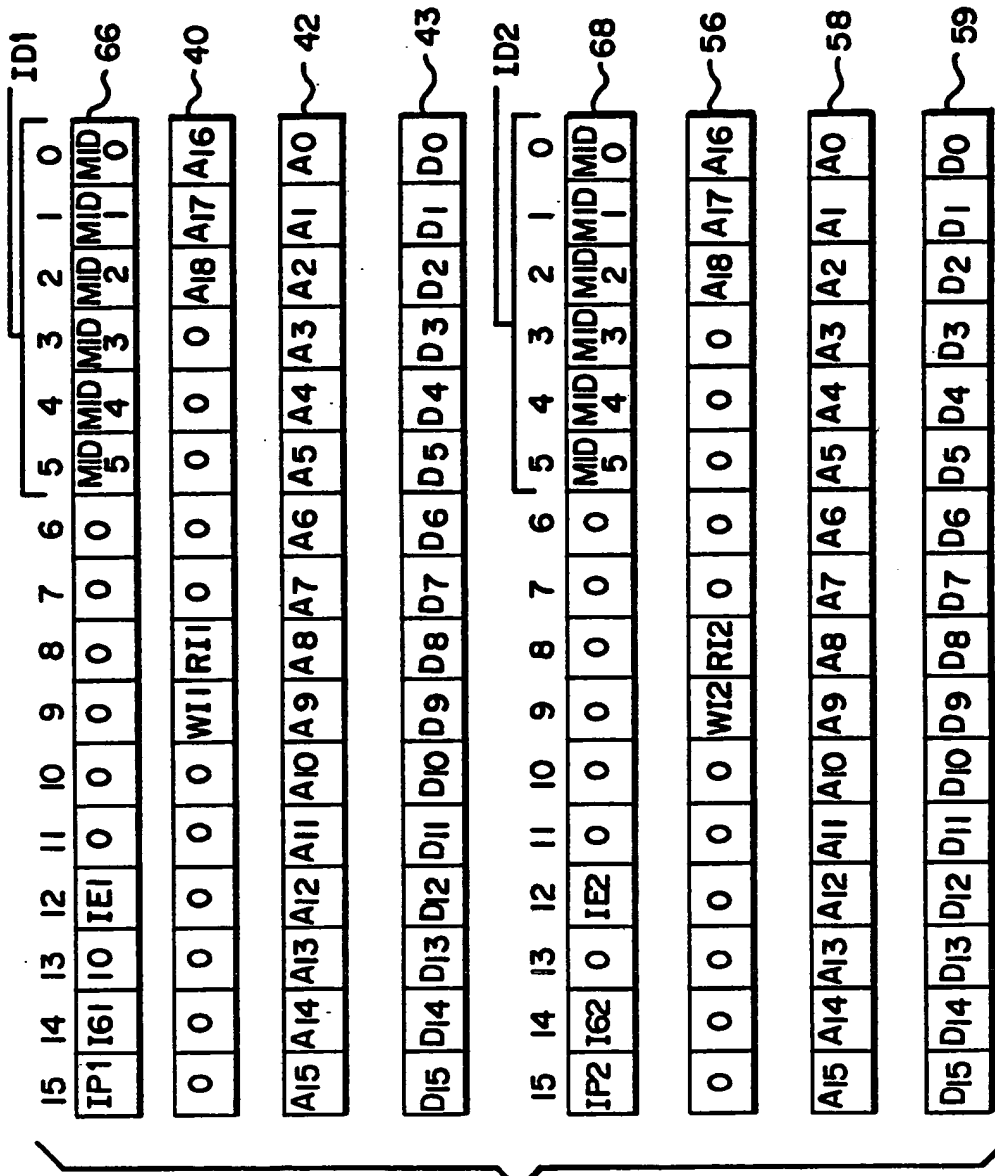 ID1
15 14 13 12 11 10 9 8 7 6 5 4 3 2 1 0
IP1 I61 I0 IE1 0 0 0 0 0 0 MID 5 MID 4 MID 3 MID 2 MID 1 MID 0 66
0 0 0 0 0 0 WI1 RI1 0 0 0 0 0 A18 A17 A16 40
A15 A14 A13 A12 A11 A10 A9 A8 A7 A6 A5 A4 A3 A2 A1 A0 42
D15 D14 D13 D12 D11 D10 D9 D8 D7 D6 D5 D4 D3 D2 D1 D0 43
ID2
15 14 13 12 11 10 9 8 7 6 5 4 3 2 1 0
IP2 I62 0 IE2 0 0 0 0 0 0 MID 5 MID 4 MID 3 MID 2 MID 1 MID 0 68
0 0 0 0 0 0 WI2 RI2 0 0 0 0 0 A18 A17 A16 56
A15 A14 A13 A12 A11 A10 A9 A8 A7 A6 A5 A4 A3 A2 A1 A0 58
D15 D14 D13 D12 D11 D10 D9 D8 D7 D6 D5 D4 D3 D2 D1 D0 59